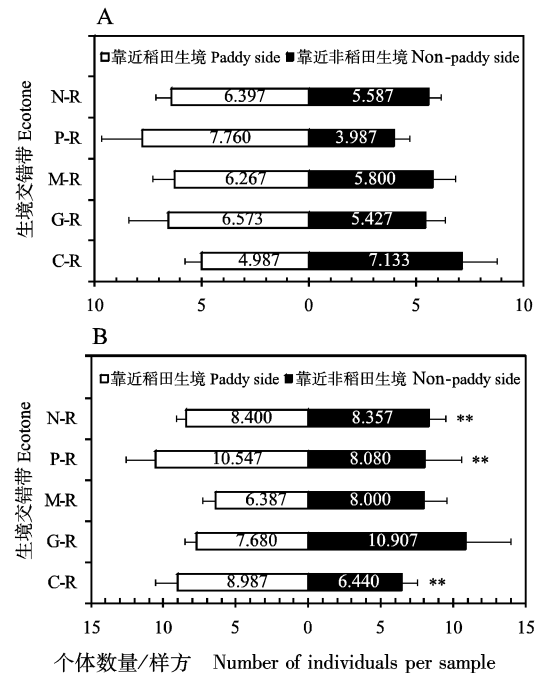 A
靠近稻田生境 Paddy side 靠近非稻田生境 Non-paddy side
生境交错带 Ecotone
N-R 6.397 5.587
P-R 7.760 3.987
M-R 6.267 5.800
G-R 6.573 5.427
C-R 4.987 7.133
10 5 0 5 10
B
靠近稻田生境 Paddy side 靠近非稻田生境 Non-paddy side
生境交错带 Ecotone
N-R 8.400 8.357 **
P-R 10.547 8.080 **
M-R 6.387 8.000
G-R 7.680 10.907
C-R 8.987 6.440 **
15 10 5 0 5 10 15
个体数量/样方 Number of individuals per sample